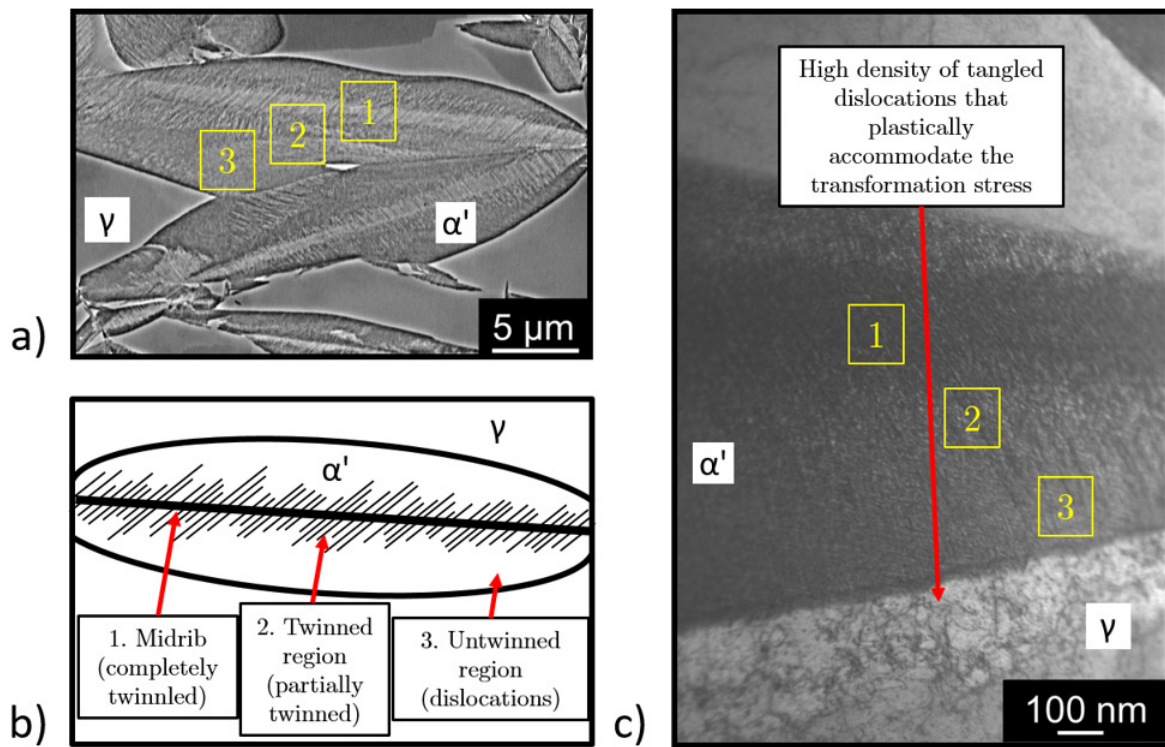 1
2
3
γ
α'
5 µm
a)
γ
α'
1. Midrib
(completely
twinnled)
2. Twinned
region
(partially
twinned)
3. Untwinned
region
(dislocations)
b)
High density of tangled
dislocations that
plastically
accommodate the
transformation stress
1
2
3
α'
γ
100 nm
c)